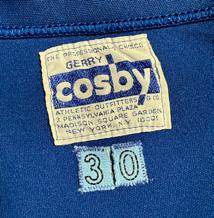 THE PROFESSIONAL'S CHOICE
GERRY
cosby
& CO.
ATHLETIC OUTFITTERS
3 PENNSYLVANIA PLAZA
MADISON SQUARE GARDEN
NEW YORK, N.Y. 10001
30